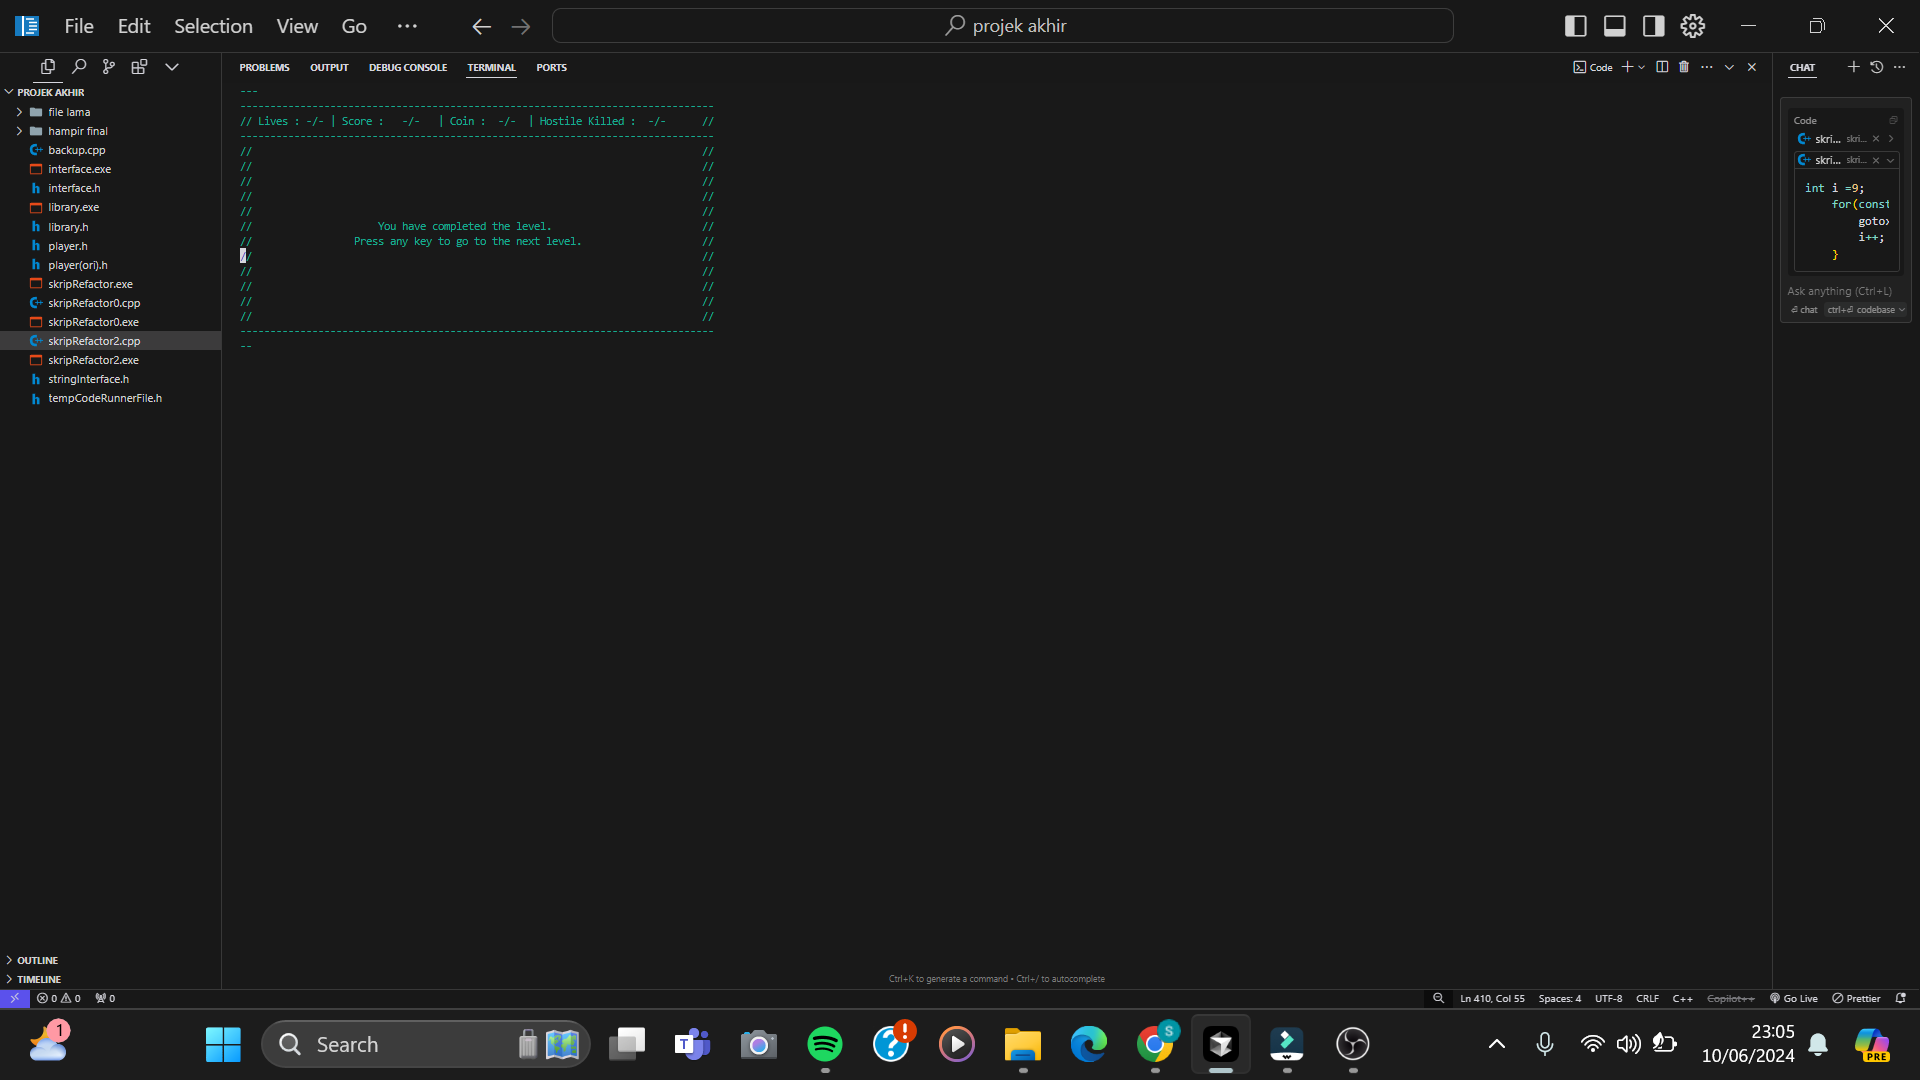 File Edit Selection View Go ...
projek akhir
PROJEK AKHIR
file lama
hampir final
backup.cpp
interface.exe
interface.h
library.exe
library.h
player.h
player(ori).h
skripRefactor.exe
skripRefactor0.cpp
skripRefactor0.exe
skripRefactor2.cpp
skripRefactor2.exe
stringInterface.h
tempCodeRunnerFile.h
OUTLINE
TIMELINE
PROBLEMS OUTPUT DEBUG CONSOLE TERMINAL PORTS
Code
---
-------------------------------------------------------------------------------
// Lives : -/- | Score :   -/-   | Coin :  -/-  | Hostile Killed :  -/-      //
-------------------------------------------------------------------------------
// //
// //
// //
// //
// //
// You have completed the level. //
// Press any key to go to the next level. //
// //
// //
// //
// //
// //
-------------------------------------------------------------------------------
--
Ctrl+K to generate a command • Ctrl+/ to autocomplete
CHAT
Code
skri... skri...
skri... skri...
int i =9;
for(const
goto
i++;
}
Ask anything (Ctrl+L)
chat ctrl+⏎ codebase
0 0 0
Ln 410, Col 55 Spaces: 4 UTF-8 CRLF C++ Copilot++ Go Live Prettier
1
Search
T
S
23:05
10/06/2024
PRE